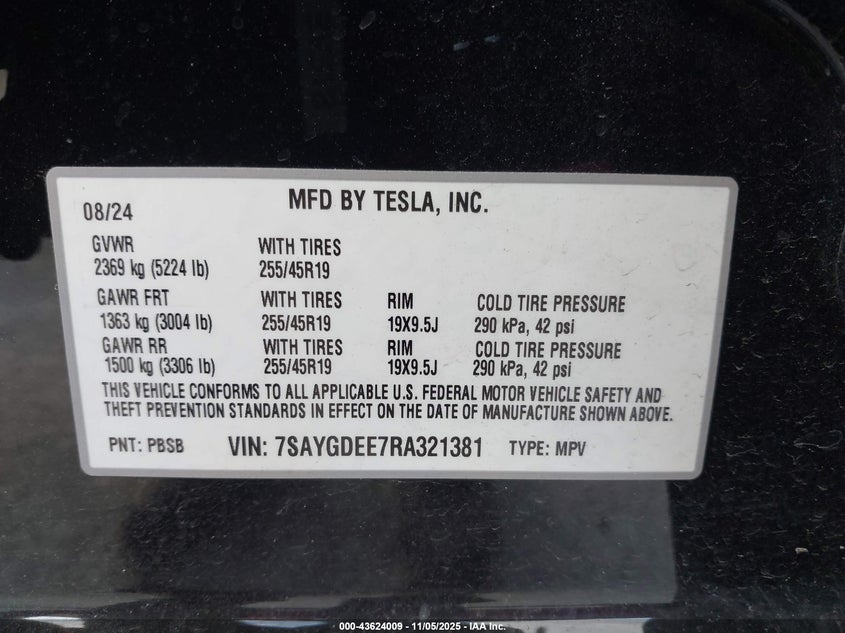 MFD BY TESLA, INC.
08/24
GVWR WITH TIRES
2369 kg (5224 lb) 255/45R19
GAWR FRT WITH TIRES RIM COLD TIRE PRESSURE
1363 kg (3004 lb) 255/45R19 19X9.5J 290 kPa, 42 psi
GAWR RR WITH TIRES RIM COLD TIRE PRESSURE
1500 kg (3306 lb) 255/45R19 19X9.5J 290 kPa, 42 psi
THIS VEHICLE CONFORMS TO ALL APPLICABLE U.S. FEDERAL MOTOR VEHICLE SAFETY AND
THEFT PREVENTION STANDARDS IN EFFECT ON THE DATE OF MANUFACTURE SHOWN ABOVE.
PNT: PBSB VIN: 7SAYGDEE7RA321381 TYPE: MPV
000-43624009 - 11/05/2025 - IAA Inc.